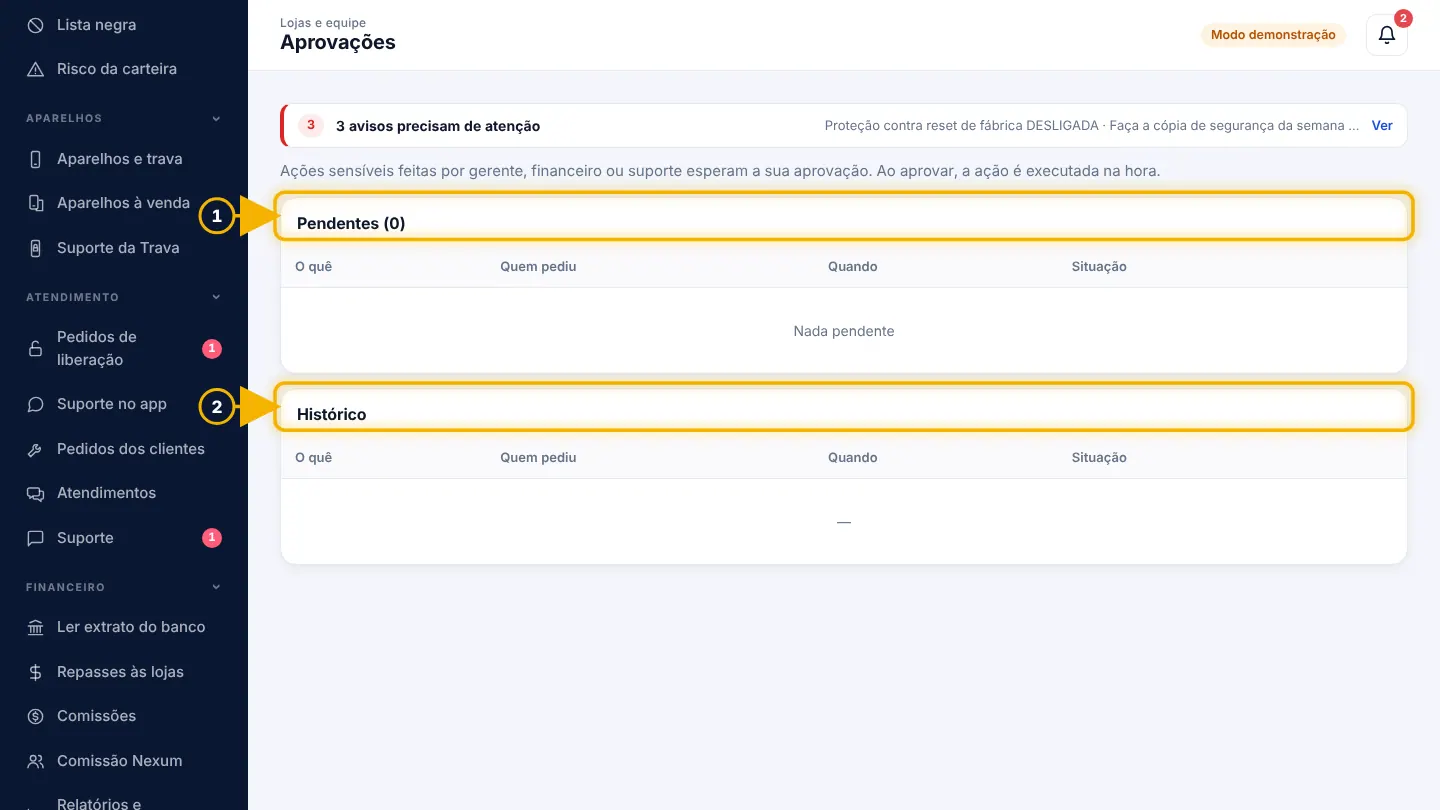 Lista negra
Risco da carteira
APARELHOS
Aparelhos e trava
Aparelhos à venda
Suporte da Trava
ATENDIMENTO
Pedidos de
liberação
1
Suporte no app
Pedidos dos clientes
Atendimentos
Suporte
1
FINANCEIRO
Ler extrato do banco
Repasses às lojas
Comissões
Comissão Nexum
Relatórios e
Lojas e equipe
Aprovações
Modo demonstração
2
3
3 avisos precisam de atenção
Proteção contra reset de fábrica DESLIGADA · Faça a cópia de segurança da semana ...
Ver
Ações sensíveis feitas por gerente, financeiro ou suporte esperam a sua aprovação. Ao aprovar, a ação é executada na hora.
1
Pendentes (0)
O quê Quem pediu Quando Situação
Nada pendente
2
Histórico
O quê Quem pediu Quando Situação
—